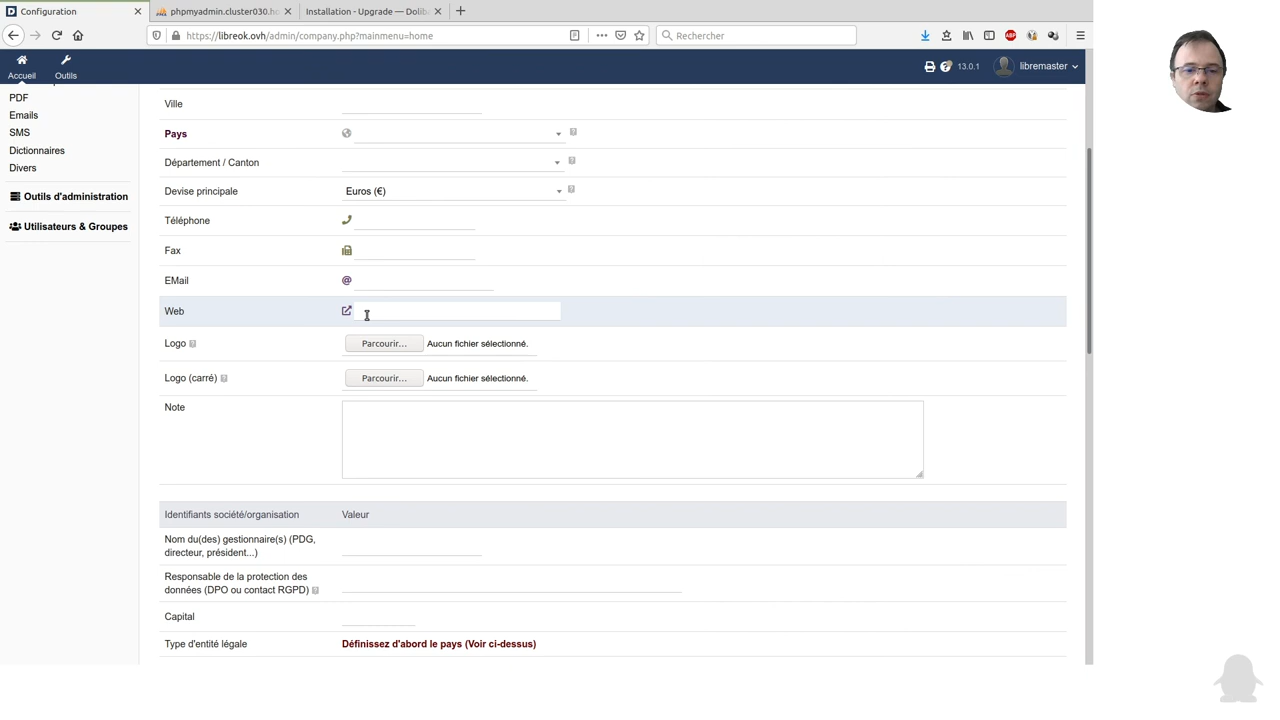 Configuration
phpmyadmin.cluster030.ho
Installation - Upgrade — Doliba
https://libreok.ovh/admin/company.php?mainmenu=home
Rechercher
ABP
Accueil
Outils
13.0.1
libremaster
PDF
Emails
SMS
Dictionnaires
Divers
Outils d'administration
Utilisateurs & Groupes
Ville
Pays
Département / Canton
Devise principale
Euros (€)
Téléphone
Fax
EMail
Web
Logo
Parcourir...
Aucun fichier sélectionné.
Logo (carré)
Parcourir...
Aucun fichier sélectionné.
Note
Identifiants société/organisation
Valeur
Nom du(des) gestionnaire(s) (PDG,
directeur, président...)
Responsable de la protection des
données (DPO ou contact RGPD)
Capital
Type d'entité légale
Définissez d'abord le pays (Voir ci-dessus)